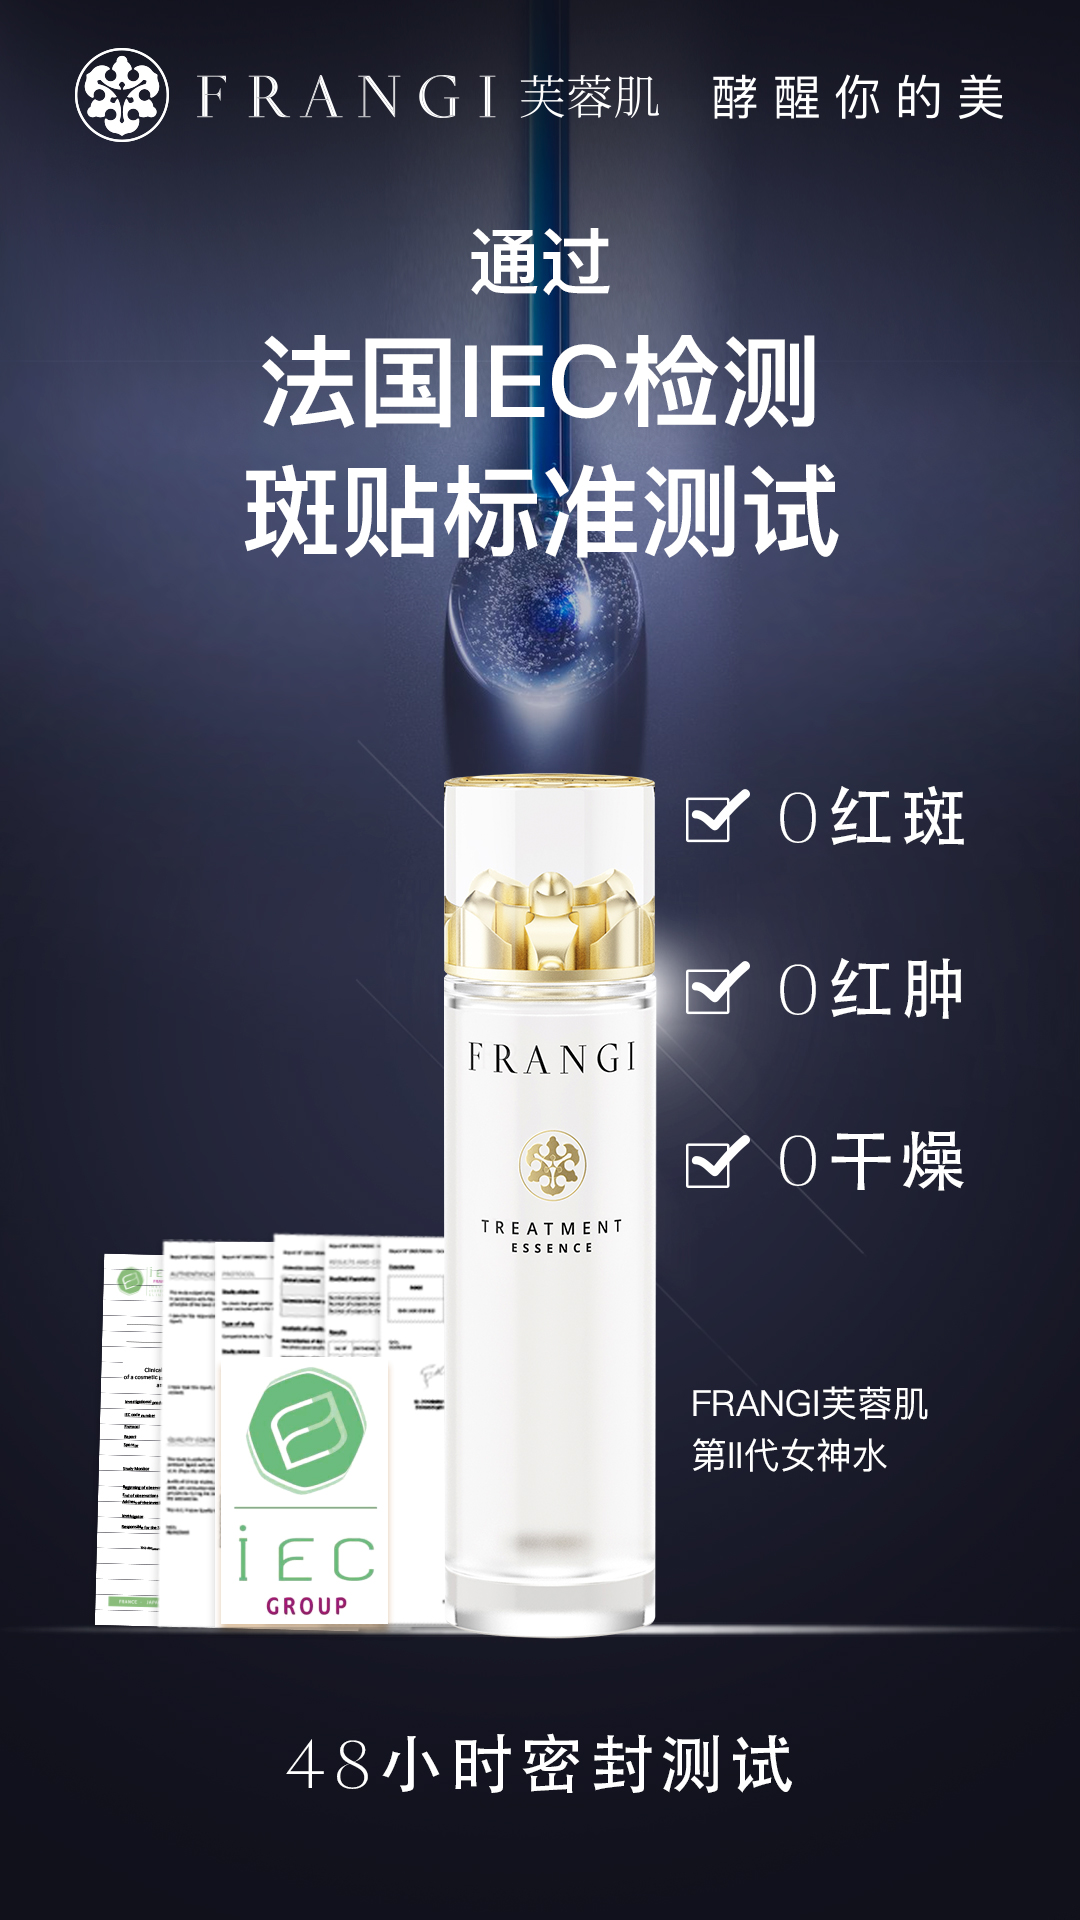 FRANGI 芙蓉肌 酵醒你的美
通过
法国IEC检测
斑贴标准测试
0红斑
0红肿
0干燥
FRANGI
TREATMENT
ESSENCE
FRANGI芙蓉肌
第II代女神水
iEC
GROUP
48小时密封测试